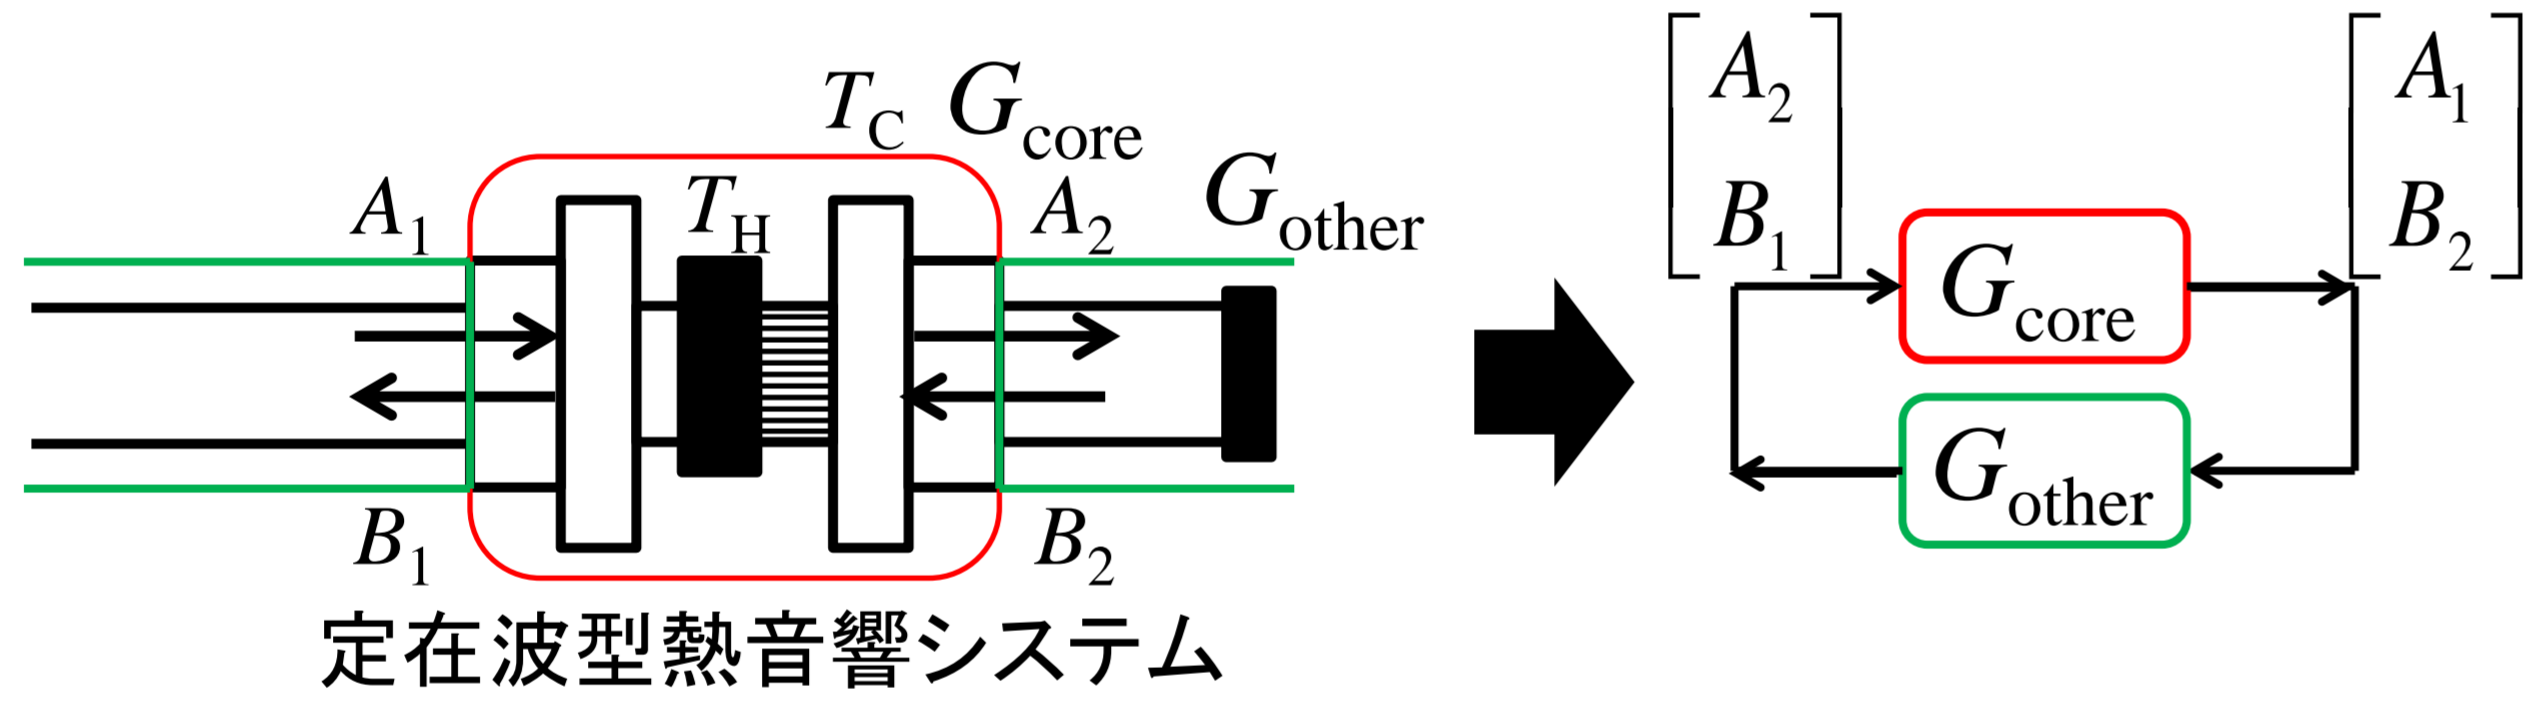 T_C G_core
A_1 T_H A_2 G_other
B_1 B_2
定在波型熱音響システム
[A_2 B_1] [A_1 B_2]
G_core
G_other